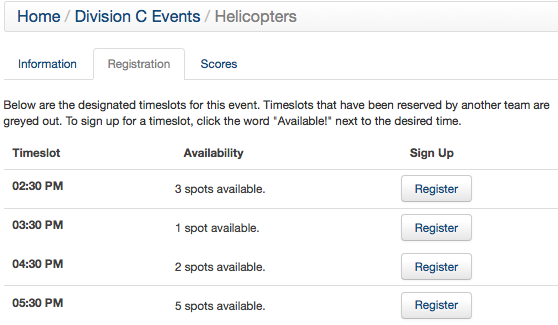 Home / Division C Events / Helicopters
Information Registration Scores
Below are the designated timeslots for this event. Timeslots that have been reserved by another team are
greyed out. To sign up for a timeslot, click the word "Available!" next to the desired time.
Timeslot Availability Sign Up
02:30 PM 3 spots available. Register
03:30 PM 1 spot available. Register
04:30 PM 2 spots available. Register
05:30 PM 5 spots available. Register